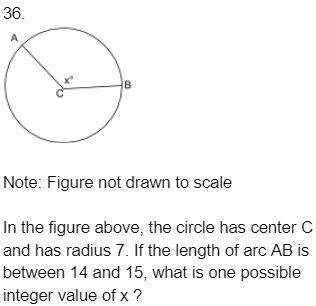 36.
A
x°
C
B
Note: Figure not drawn to scale
In the figure above, the circle has center C
and has radius 7. If the length of arc AB is
between 14 and 15, what is one possible
integer value of x ?